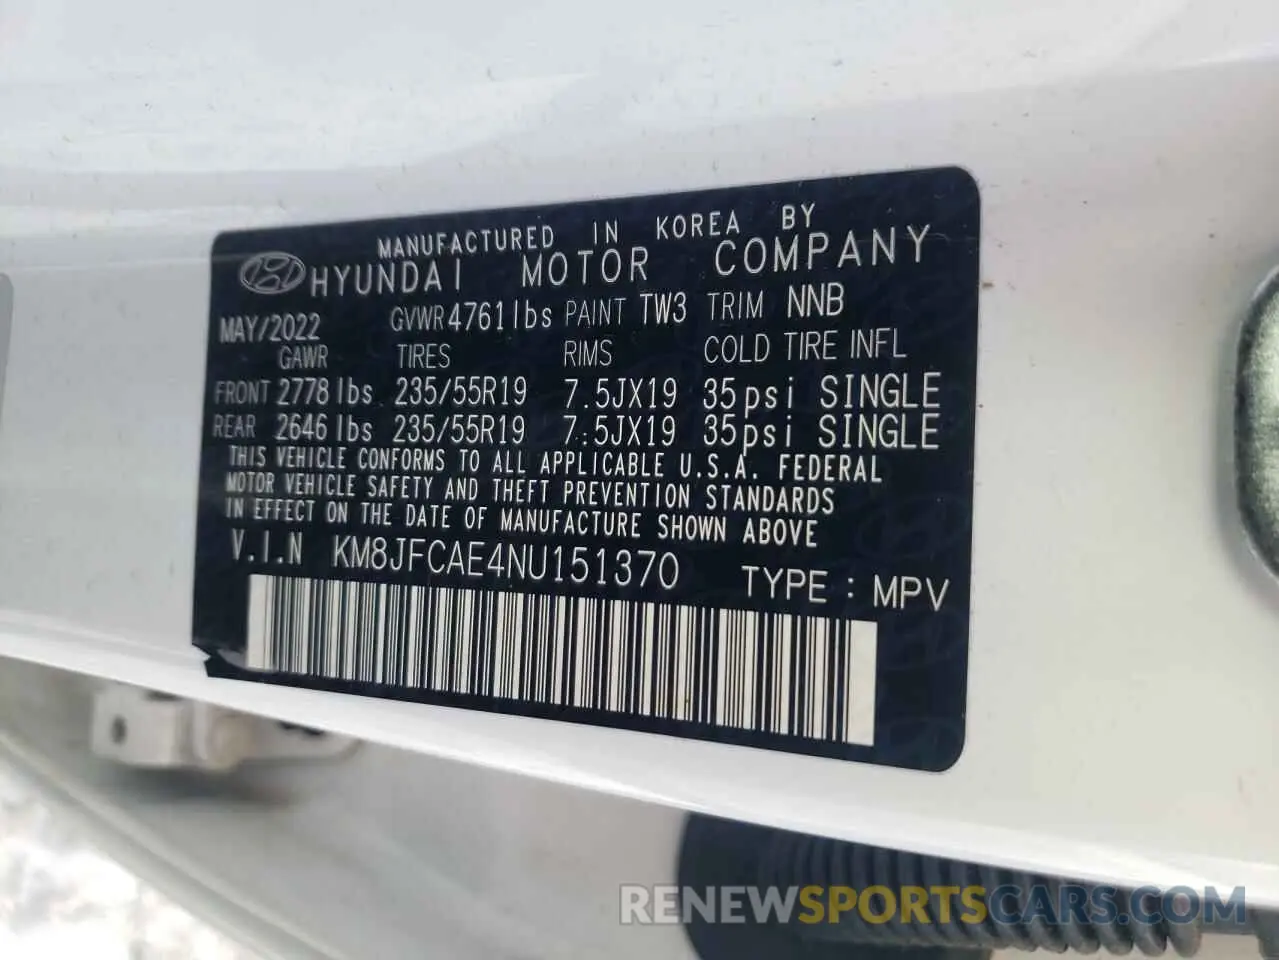 MANUFACTURED IN KOREA BY
HYUNDAI MOTOR COMPANY
MAY/2022 GVWR 4761lbs PAINT TW3 TRIM NNB
GAWR TIRES RIMS COLD TIRE INFL
FRONT 2778lbs 235/55R19 7.5JX19 35psi SINGLE
REAR 2646lbs 235/55R19 7.5JX19 35psi SINGLE
THIS VEHICLE CONFORMS TO ALL APPLICABLE U.S.A. FEDERAL
MOTOR VEHICLE SAFETY AND THEFT PREVENTION STANDARDS
IN EFFECT ON THE DATE OF MANUFACTURE SHOWN ABOVE
V.I.N KM8JFCAE4NU151370 TYPE : MPV
RENEWSPORTSCARS.COM